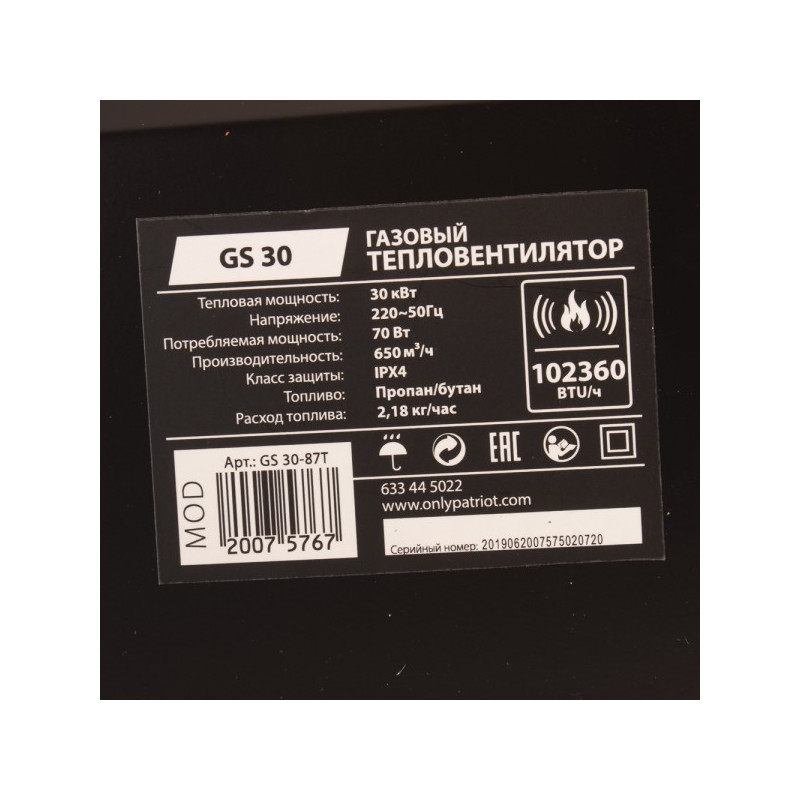 GS 30
ГАЗОВЫЙ
ТЕПЛОВЕНТИЛЯТОР
Тепловая мощность: 30 кВт
Напряжение: 220~50Гц
Потребляемая мощность: 70 Вт
Производительность: 650 м³/ч
Класс защиты: IPX4
Топливо: Пропан/бутан
Расход топлива: 2,18 кг/час
102360
BTU/ч
EAC
Арт.: GS 30-87T
MOD
2007 5767
633 44 5022
www.onlypatriot.com
Серийный номер: 2019062007575020720